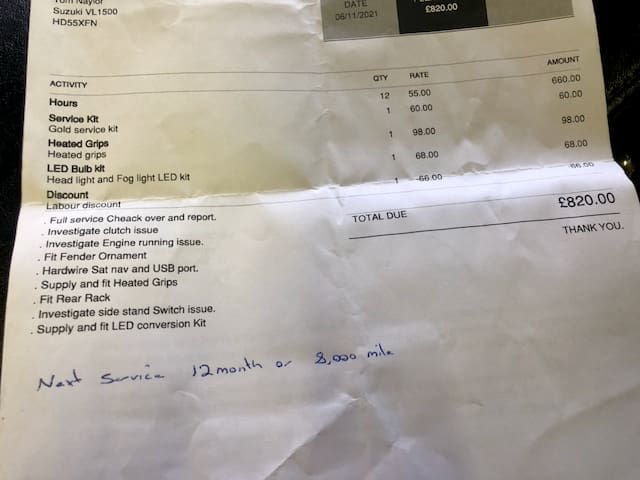 Tom Naylor
Suzuki VL1500
HD55XFN
DATE
06/11/2021
£820.00
ACTIVITY QTY RATE AMOUNT
Hours 12 55.00 660.00
Service Kit 1 60.00 60.00
Gold service kit
Heated Grips 1 98.00 98.00
Heated grips
LED Bulb kit 1 68.00 68.00
Head light and Fog light LED kit
Discount 1 -66.00 -66.00
Labour discount
. Full service Cheack over and report.
. Investigate clutch issue
. Investigate Engine running issue.
. Fit Fender Ornament
. Hardwire Sat nav and USB port.
. Supply and fit Heated Grips
. Fit Rear Rack
. Investigate side stand Switch issue.
. Supply and fit LED conversion Kit
TOTAL DUE £820.00
THANK YOU.
Next Service 12 month or 8,000 mile